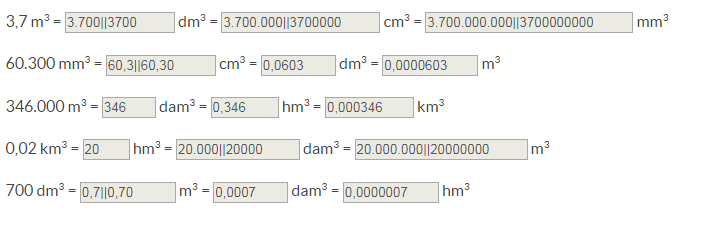 3,7 m³ = 3.700||3700 dm³ = 3.700.000||3700000 cm³ = 3.700.000.000||3700000000 mm³
60.300 mm³ = 60,3||60,30 cm³ = 0,0603 dm³ = 0,0000603 m³
346.000 m³ = 346 dam³ = 0,346 hm³ = 0,000346 km³
0,02 km³ = 20 hm³ = 20.000||20000 dam³ = 20.000.000||20000000 m³
700 dm³ = 0,7||0,70 m³ = 0,0007 dam³ = 0,0000007 hm³